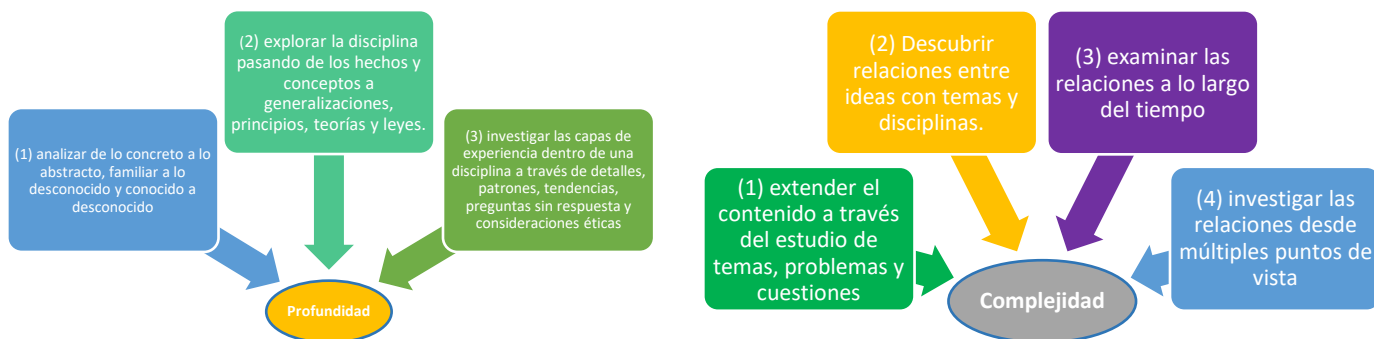 (1) analizar de lo concreto a lo
abstracto, familiar a lo
desconocido y conocido a
desconocido
(2) explorar la disciplina
pasando de los hechos y
conceptos a
generalizaciones,
principios, teorías y leyes.
(3) investigar las capas de
experiencia dentro de una
disciplina a través de detalles,
patrones, tendencias,
preguntas sin respuesta y
consideraciones éticas
Profundidad
(1) extender el
contenido a través
del estudio de
temas, problemas y
cuestiones
(2) Descubrir
relaciones entre
ideas con temas y
disciplinas.
(3) examinar las
relaciones a lo largo
del tiempo
(4) investigar las
relaciones desde
múltiples puntos de
vista
Complejidad